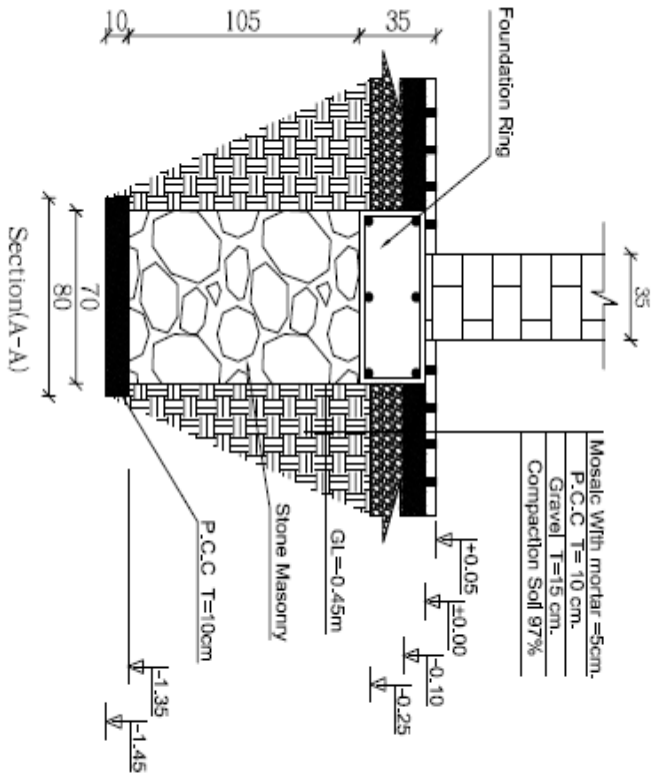 10
105
35
Foundation Ring
35
Mosaic With mortar =5cm.
P.C.C T= 10 cm.
Gravel T=15 cm.
Compaction Soil 97%
+0.05
±0.00
-0.10
-0.25
GL=-0.45m
Stone Masonry
P.C.C T=10cm
-1.35
-1.45
70
80
Section(A-A)